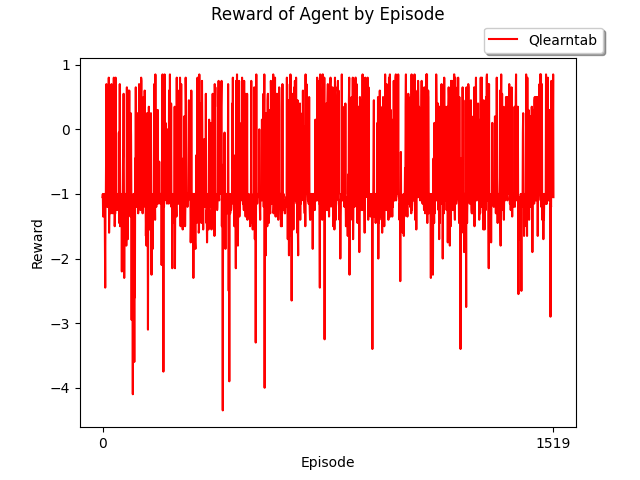 Reward of Agent by Episode
Qlearntab
1
0
−1
−2
−3
−4
Reward
0
1519
Episode